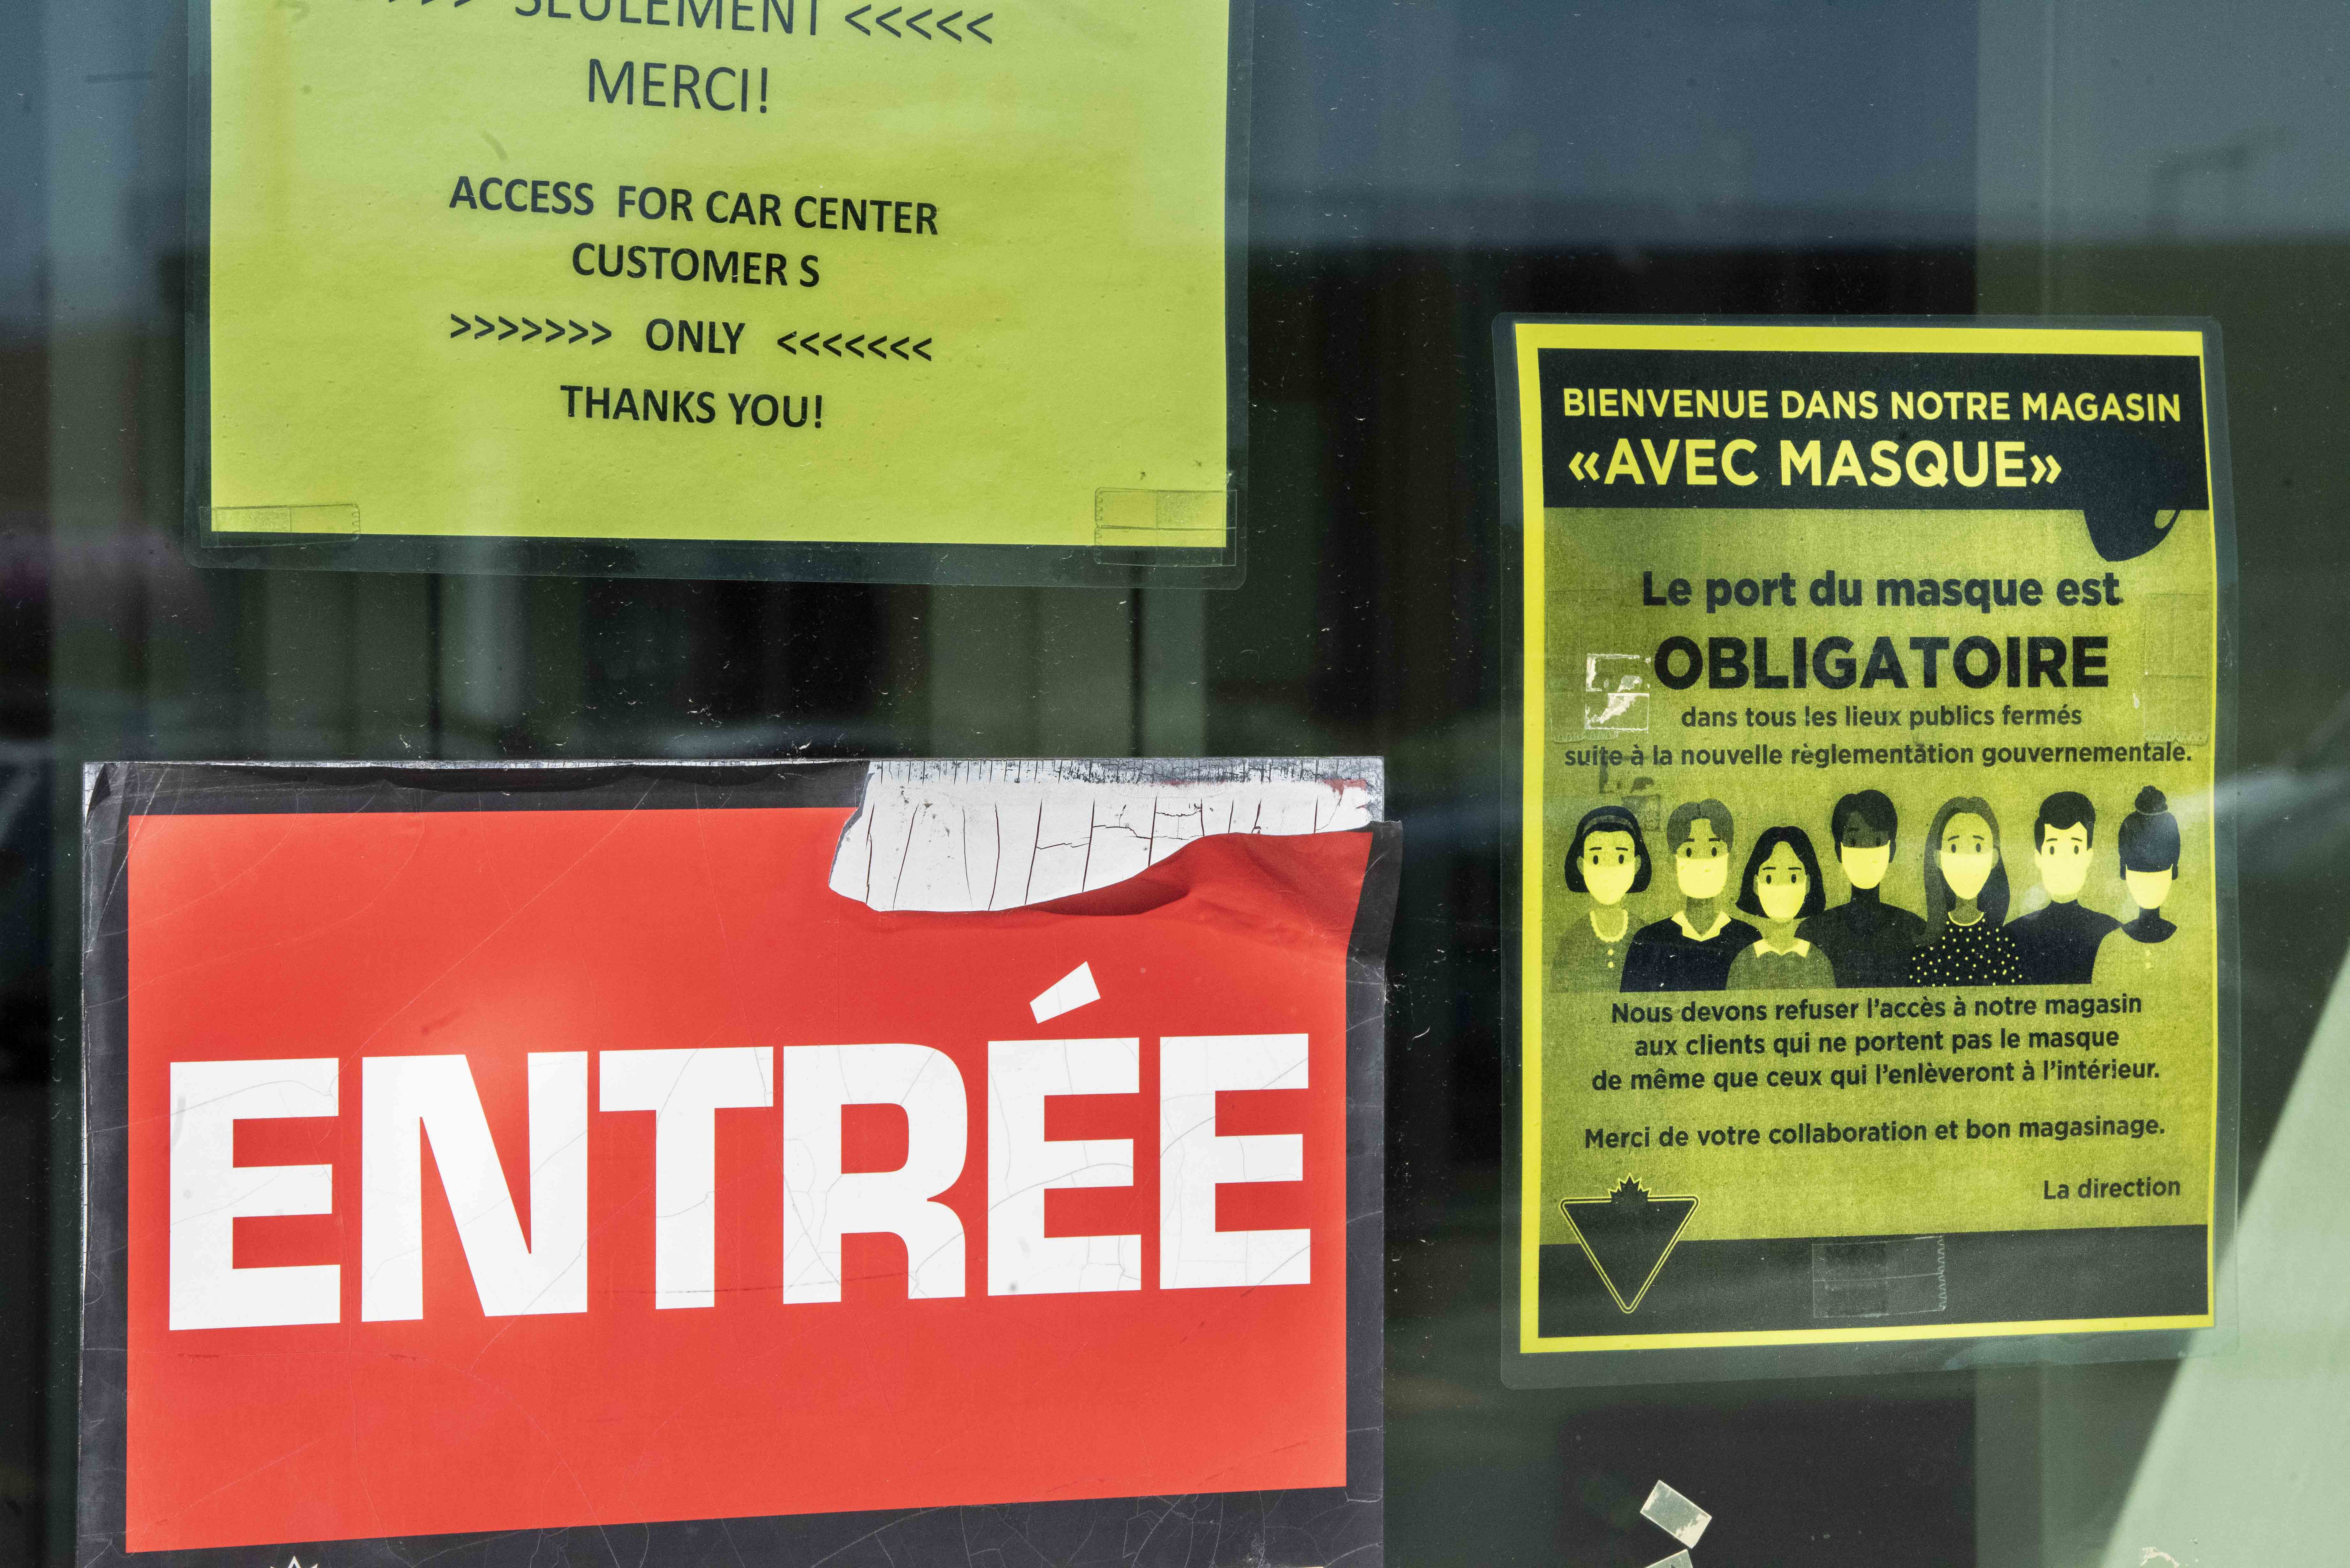 >>>> SEULEMENT <<<<<
MERCI!
ACCESS FOR CAR CENTER
CUSTOMER S
>>>>>>> ONLY <<<<<<<
THANKS YOU!
ENTRÉE
BIENVENUE DANS NOTRE MAGASIN
«AVEC MASQUE»
Le port du masque est
OBLIGATOIRE
dans tous les lieux publics fermés
suite à la nouvelle règlementation gouvernementale.
Nous devons refuser l'accès à notre magasin
aux clients qui ne portent pas le masque
de même que ceux qui l'enlèveront à l'intérieur.
Merci de votre collaboration et bon magasinage.
La direction